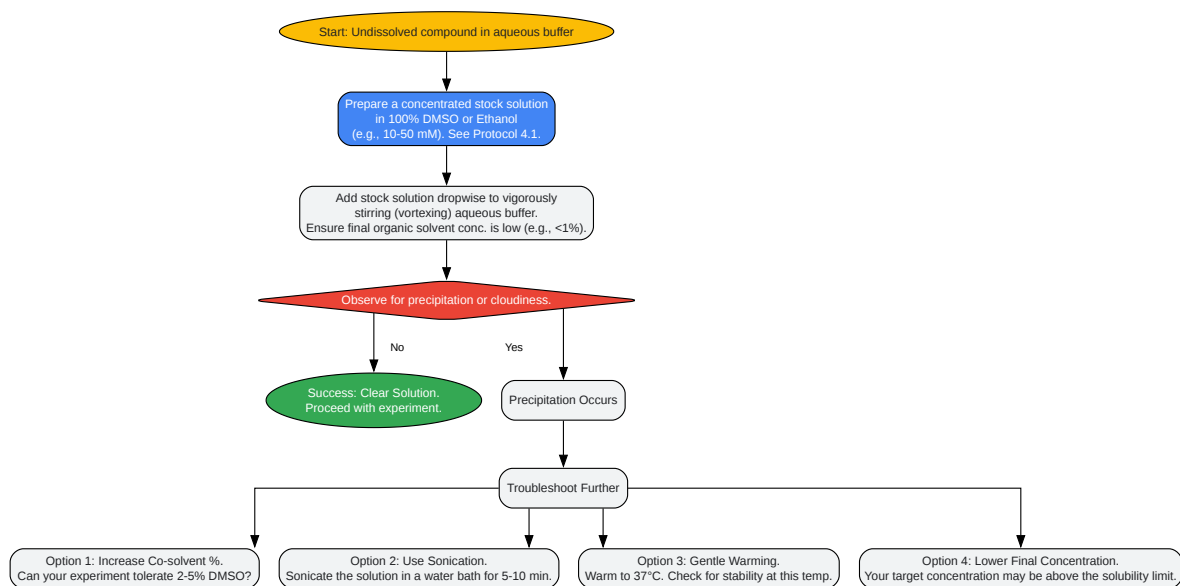 Start: Undissolved compound in aqueous buffer
Prepare a concentrated stock solution
in 100% DMSO or Ethanol
(e.g., 10-50 mM). See Protocol 4.1.
Add stock solution dropwise to vigorously
stirring (vortexing) aqueous buffer.
Ensure final organic solvent conc. is low (e.g., <1%).
Observe for precipitation or cloudiness.
No
Yes
Success: Clear Solution.
Proceed with experiment.
Precipitation Occurs
Troubleshoot Further
Option 1: Increase Co-solvent %.
Can your experiment tolerate 2-5% DMSO?
Option 2: Use Sonication.
Sonicate the solution in a water bath for 5-10 min.
Option 3: Gentle Warming.
Warm to 37°C. Check for stability at this temp.
Option 4: Lower Final Concentration.
Your target concentration may be above the solubility limit.